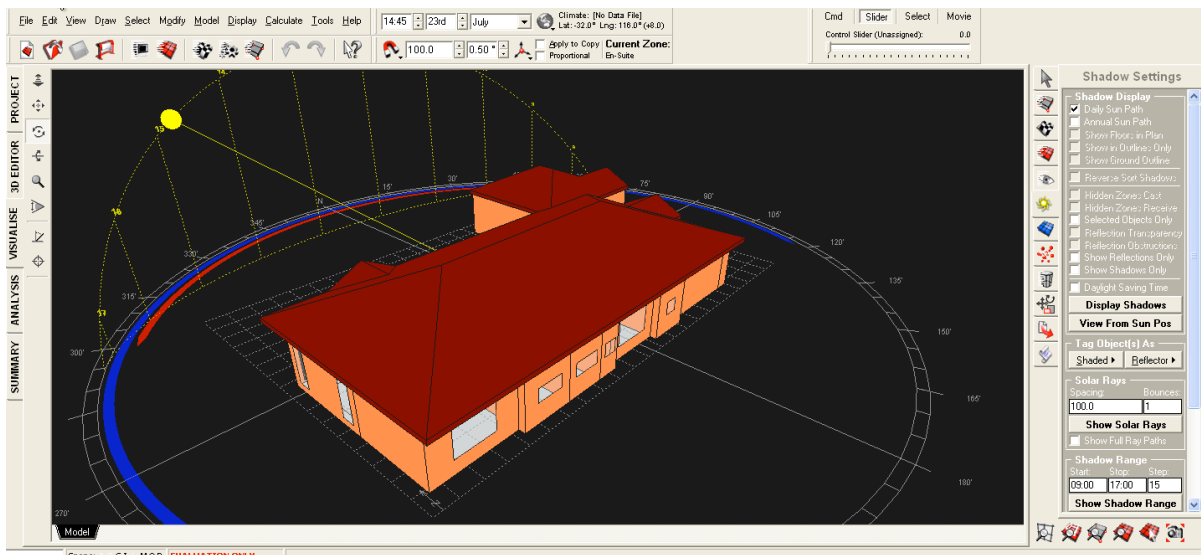 File Edit View Draw Select Modify Model Display Calculate Tools Help
14:45 23rd July
Climate: [No Data File]
Lat: -32.0° Lng: 116.0° (+8.0)
Cmd Slider Select Movie
Control Slider (Unassigned): 0.0
100.0 0.50 °
Apply to Copy
Proportional
Current Zone:
En-Suite
PROJECT
3D EDITOR
VISUALISE
ANALYSIS
SUMMARY
15
16
17
N
15'
30'
75'
90'
105'
120'
135'
150'
165'
180'
270'
300'
315'
330'
345'
Model
Shadow Settings
Shadow Display
Daily Sun Path
Annual Sun Path
Show Floors in Plan
Show in Outlines Only
Show Ground Outline
Reverse Sort Shadows
Hidden Zones Cast
Hidden Zones Receive
Selected Objects Only
Reflection Transparency
Reflection Obstructions
Show Reflections Only
Show Shadows Only
Daylight Saving Time
Display Shadows
View From Sun Pos
Tag Object(s) As
Shaded Reflector
Solar Rays
Spacing: Bounces:
100.0 1
Show Solar Rays
Show Full Ray Paths
Shadow Range
Start: Stop: Step:
09:00 17:00 15
Show Shadow Range
EVALUATION ONLY